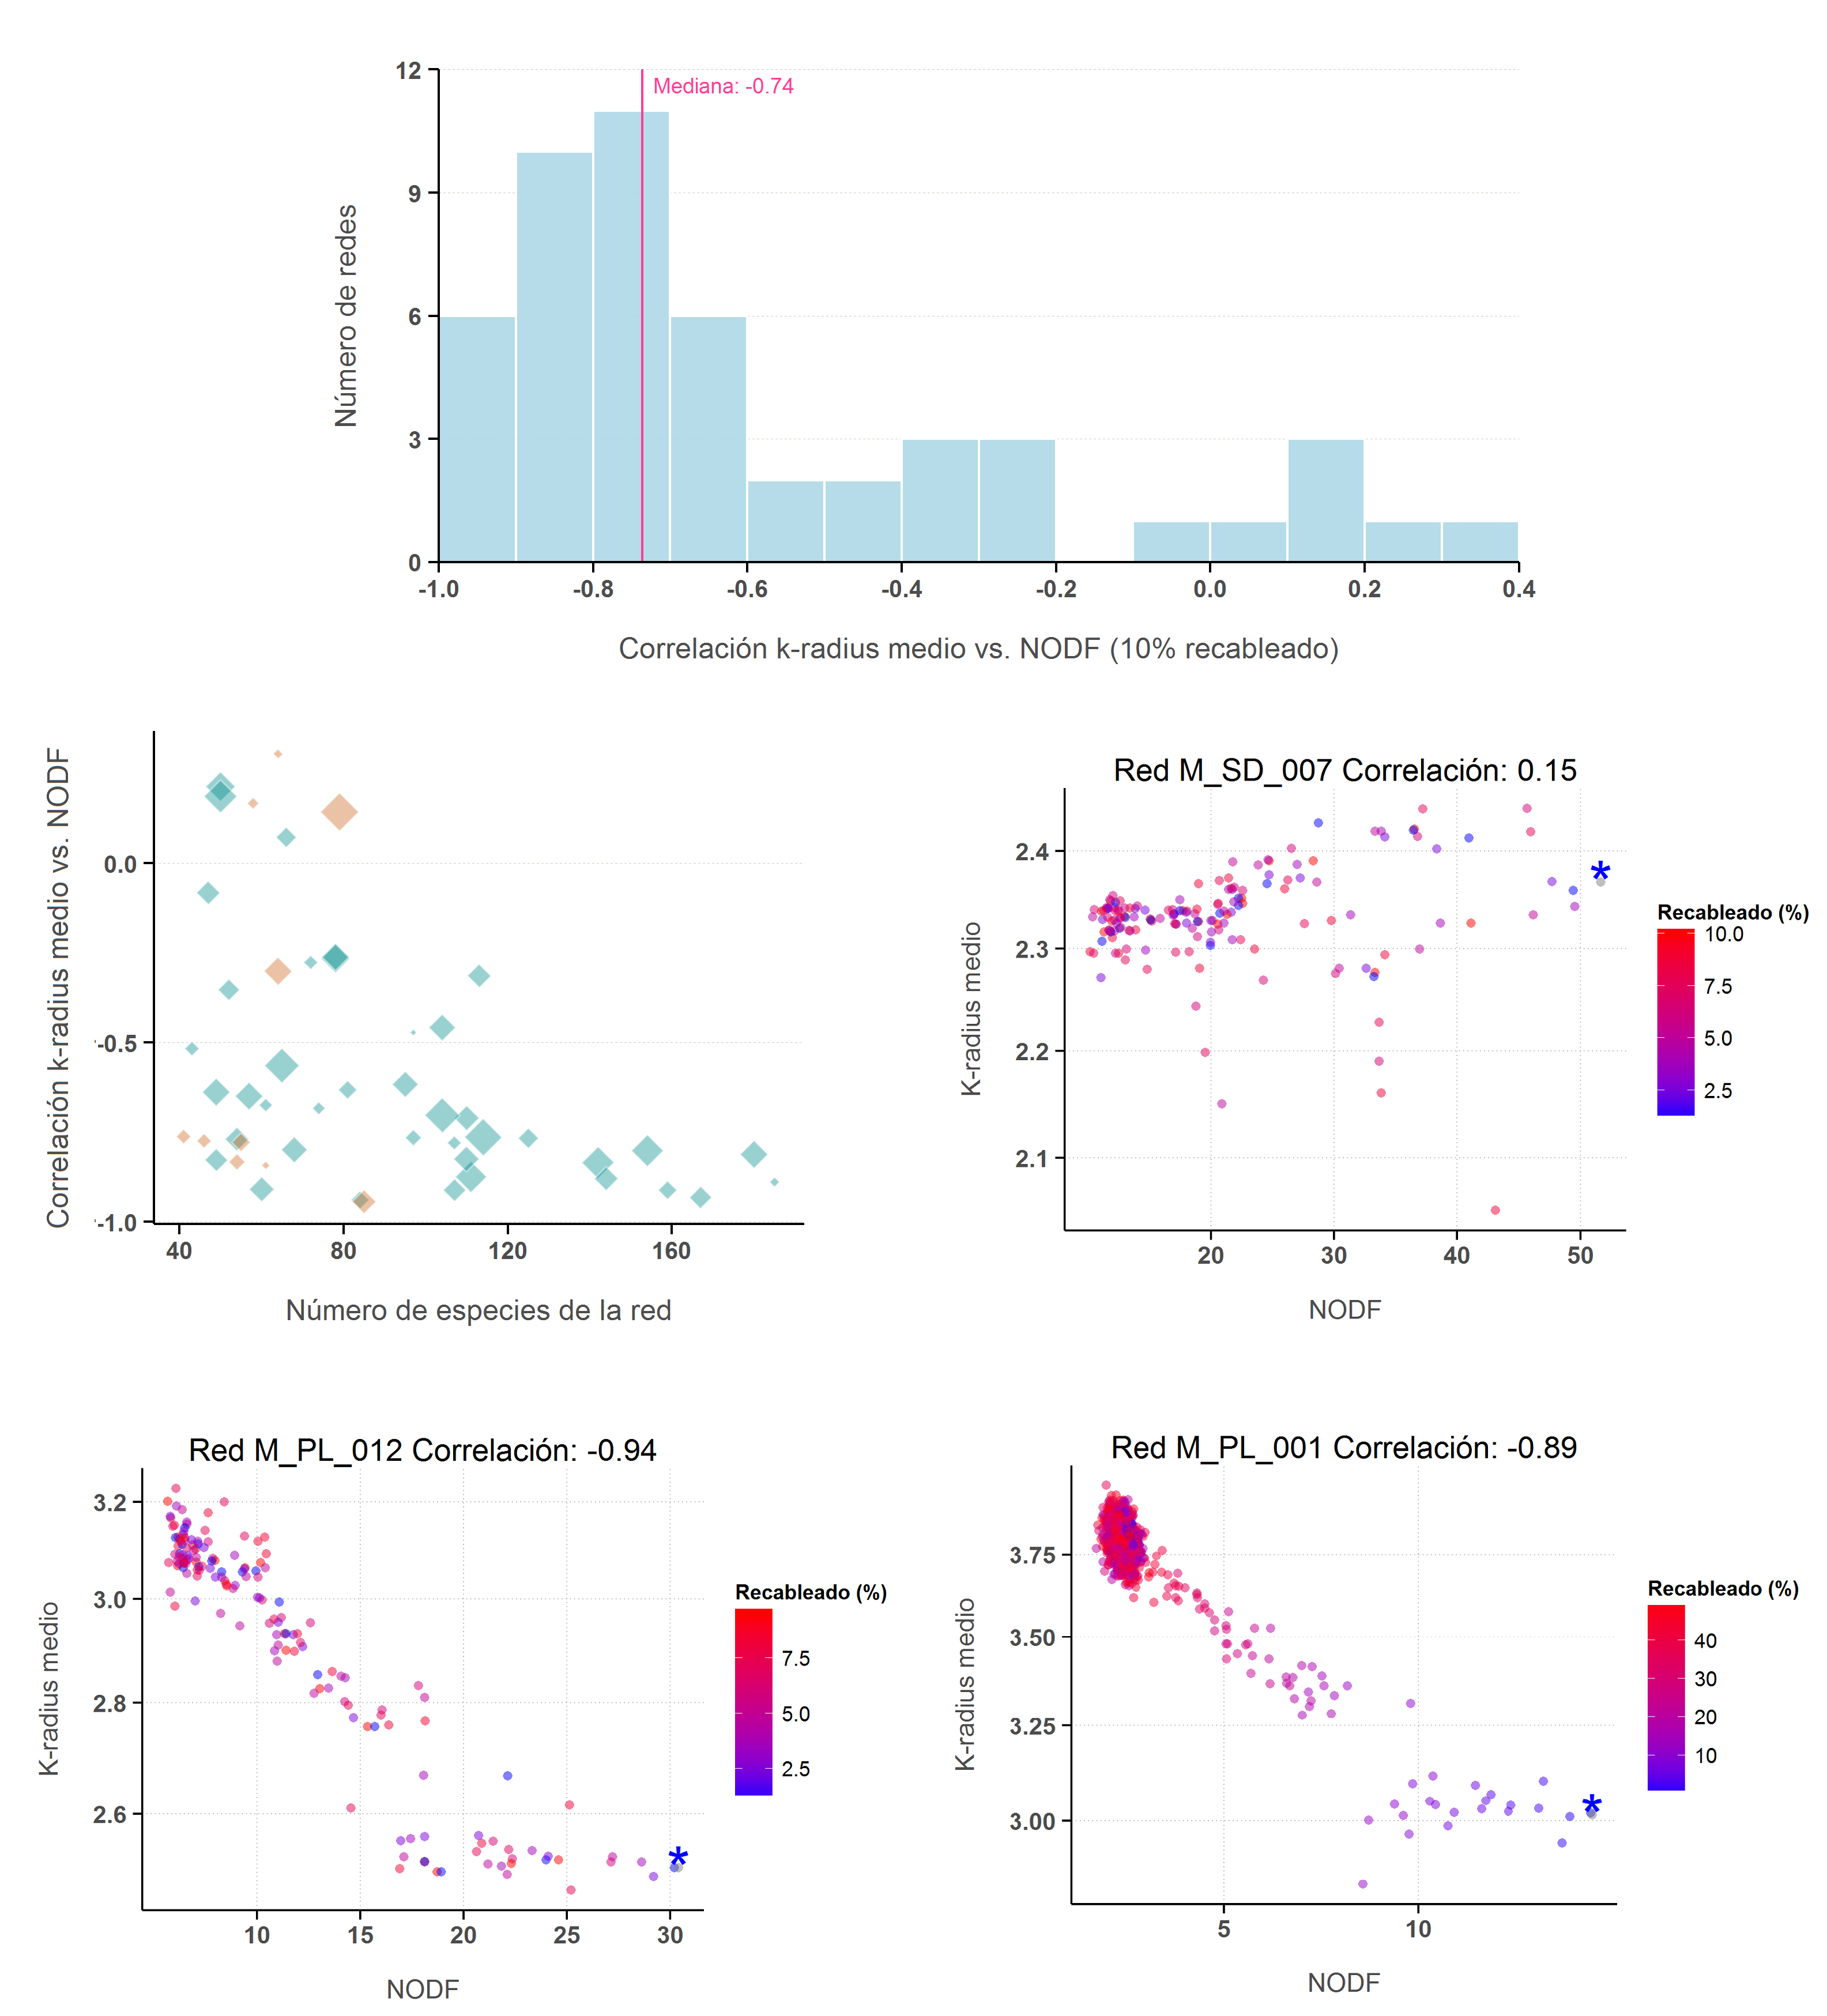 12
9
6
3
0
Número de redes
Mediana: -0.74
-1.0 -0.8 -0.6 -0.4 -0.2 0.0 0.2 0.4
Correlación k-radius medio vs. NODF (10% recableado)
Correlación k-radius medio vs. NODF
0.0
-0.5
-1.0
40 80 120 160
Número de especies de la red
Red M_SD_007 Correlación: 0.15
K-radius medio
2.4
2.3
2.2
2.1
20 30 40 50
NODF
*
Recableado (%)
10.0
7.5
5.0
2.5
Red M_PL_012 Correlación: -0.94
K-radius medio
3.2
3.0
2.8
2.6
10 15 20 25 30
NODF
*
Recableado (%)
7.5
5.0
2.5
Red M_PL_001 Correlación: -0.89
K-radius medio
3.75
3.50
3.25
3.00
5 10
NODF
*
Recableado (%)
40
30
20
10